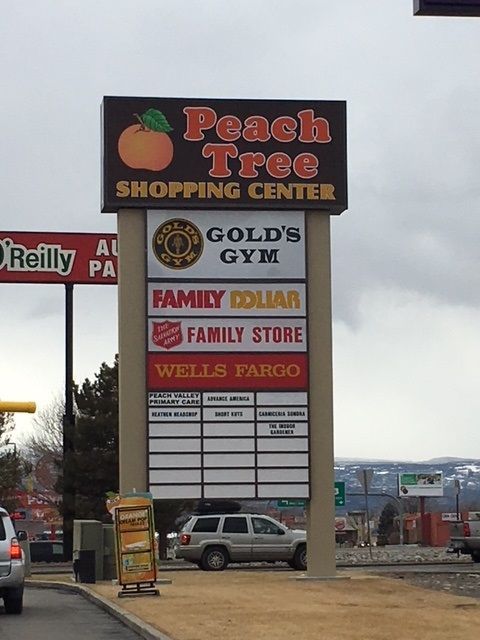 Peach
Tree
SHOPPING CENTER
O'Reilly AU
PA
GOLD'S
GYM
GOLD'S
GYM
FAMILY DOLLAR
THE
SALVATION
ARMY
FAMILY STORE
WELLS FARGO
PEACH VALLEY
PRIMARY CARE
ADVANCE AMERICA
HEATHEN HEADSHOP
SHORT KUTS
CARNICERIA SONORA
THE INDOOR
GARDENER